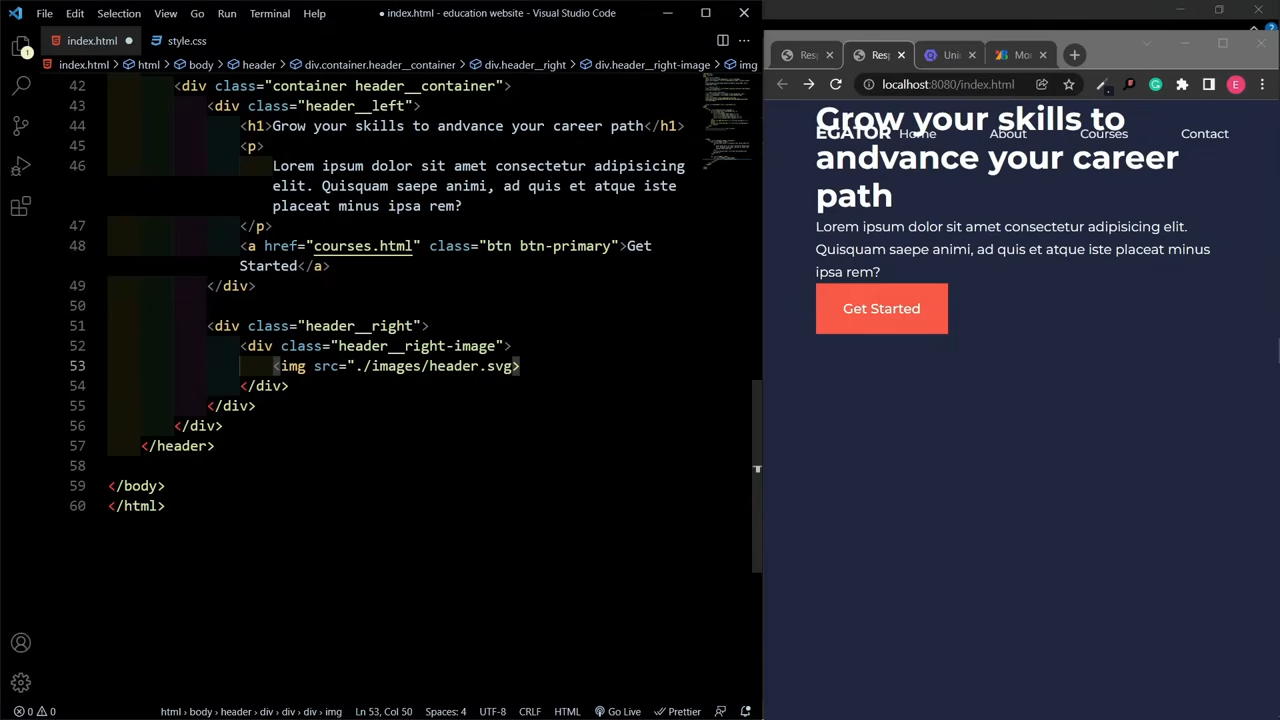 File Edit Selection View Go Run Terminal Help
● index.html - education website - Visual Studio Code
index.html ● style.css
index.html > html > body > header > div.container.header__container > div.header__right > div.header__right-image > img
42 <div class="container header__container">
43 <div class="header__left">
44 <h1>Grow your skills to andvance your career path</h1>
45 <p>
46 Lorem ipsum dolor sit amet consectetur adipisicing
elit. Quisquam saepe animi, ad quis et atque iste
placeat minus ipsa rem?
47 </p>
48 <a href="courses.html" class="btn btn-primary">Get
Started</a>
49 </div>
50
51 <div class="header__right">
52 <div class="header__right-image">
53 <img src="./images/header.svg>
54 </div>
55 </div>
56 </div>
57 </header>
58
59 </body>
60 </html>
1
0 0 html > body > header > div > div > div > img Go Live Ln 53, Col 50 Spaces: 4 UTF-8 CRLF HTML Prettier
Resp Resp Unic Mon
localhost:8080/index.html E
EGATOR Home About Courses Contact
Grow your skills to
andvance your career
path
Lorem ipsum dolor sit amet consectetur adipisicing elit.
Quisquam saepe animi, ad quis et atque iste placeat minus
ipsa rem?
Get Started